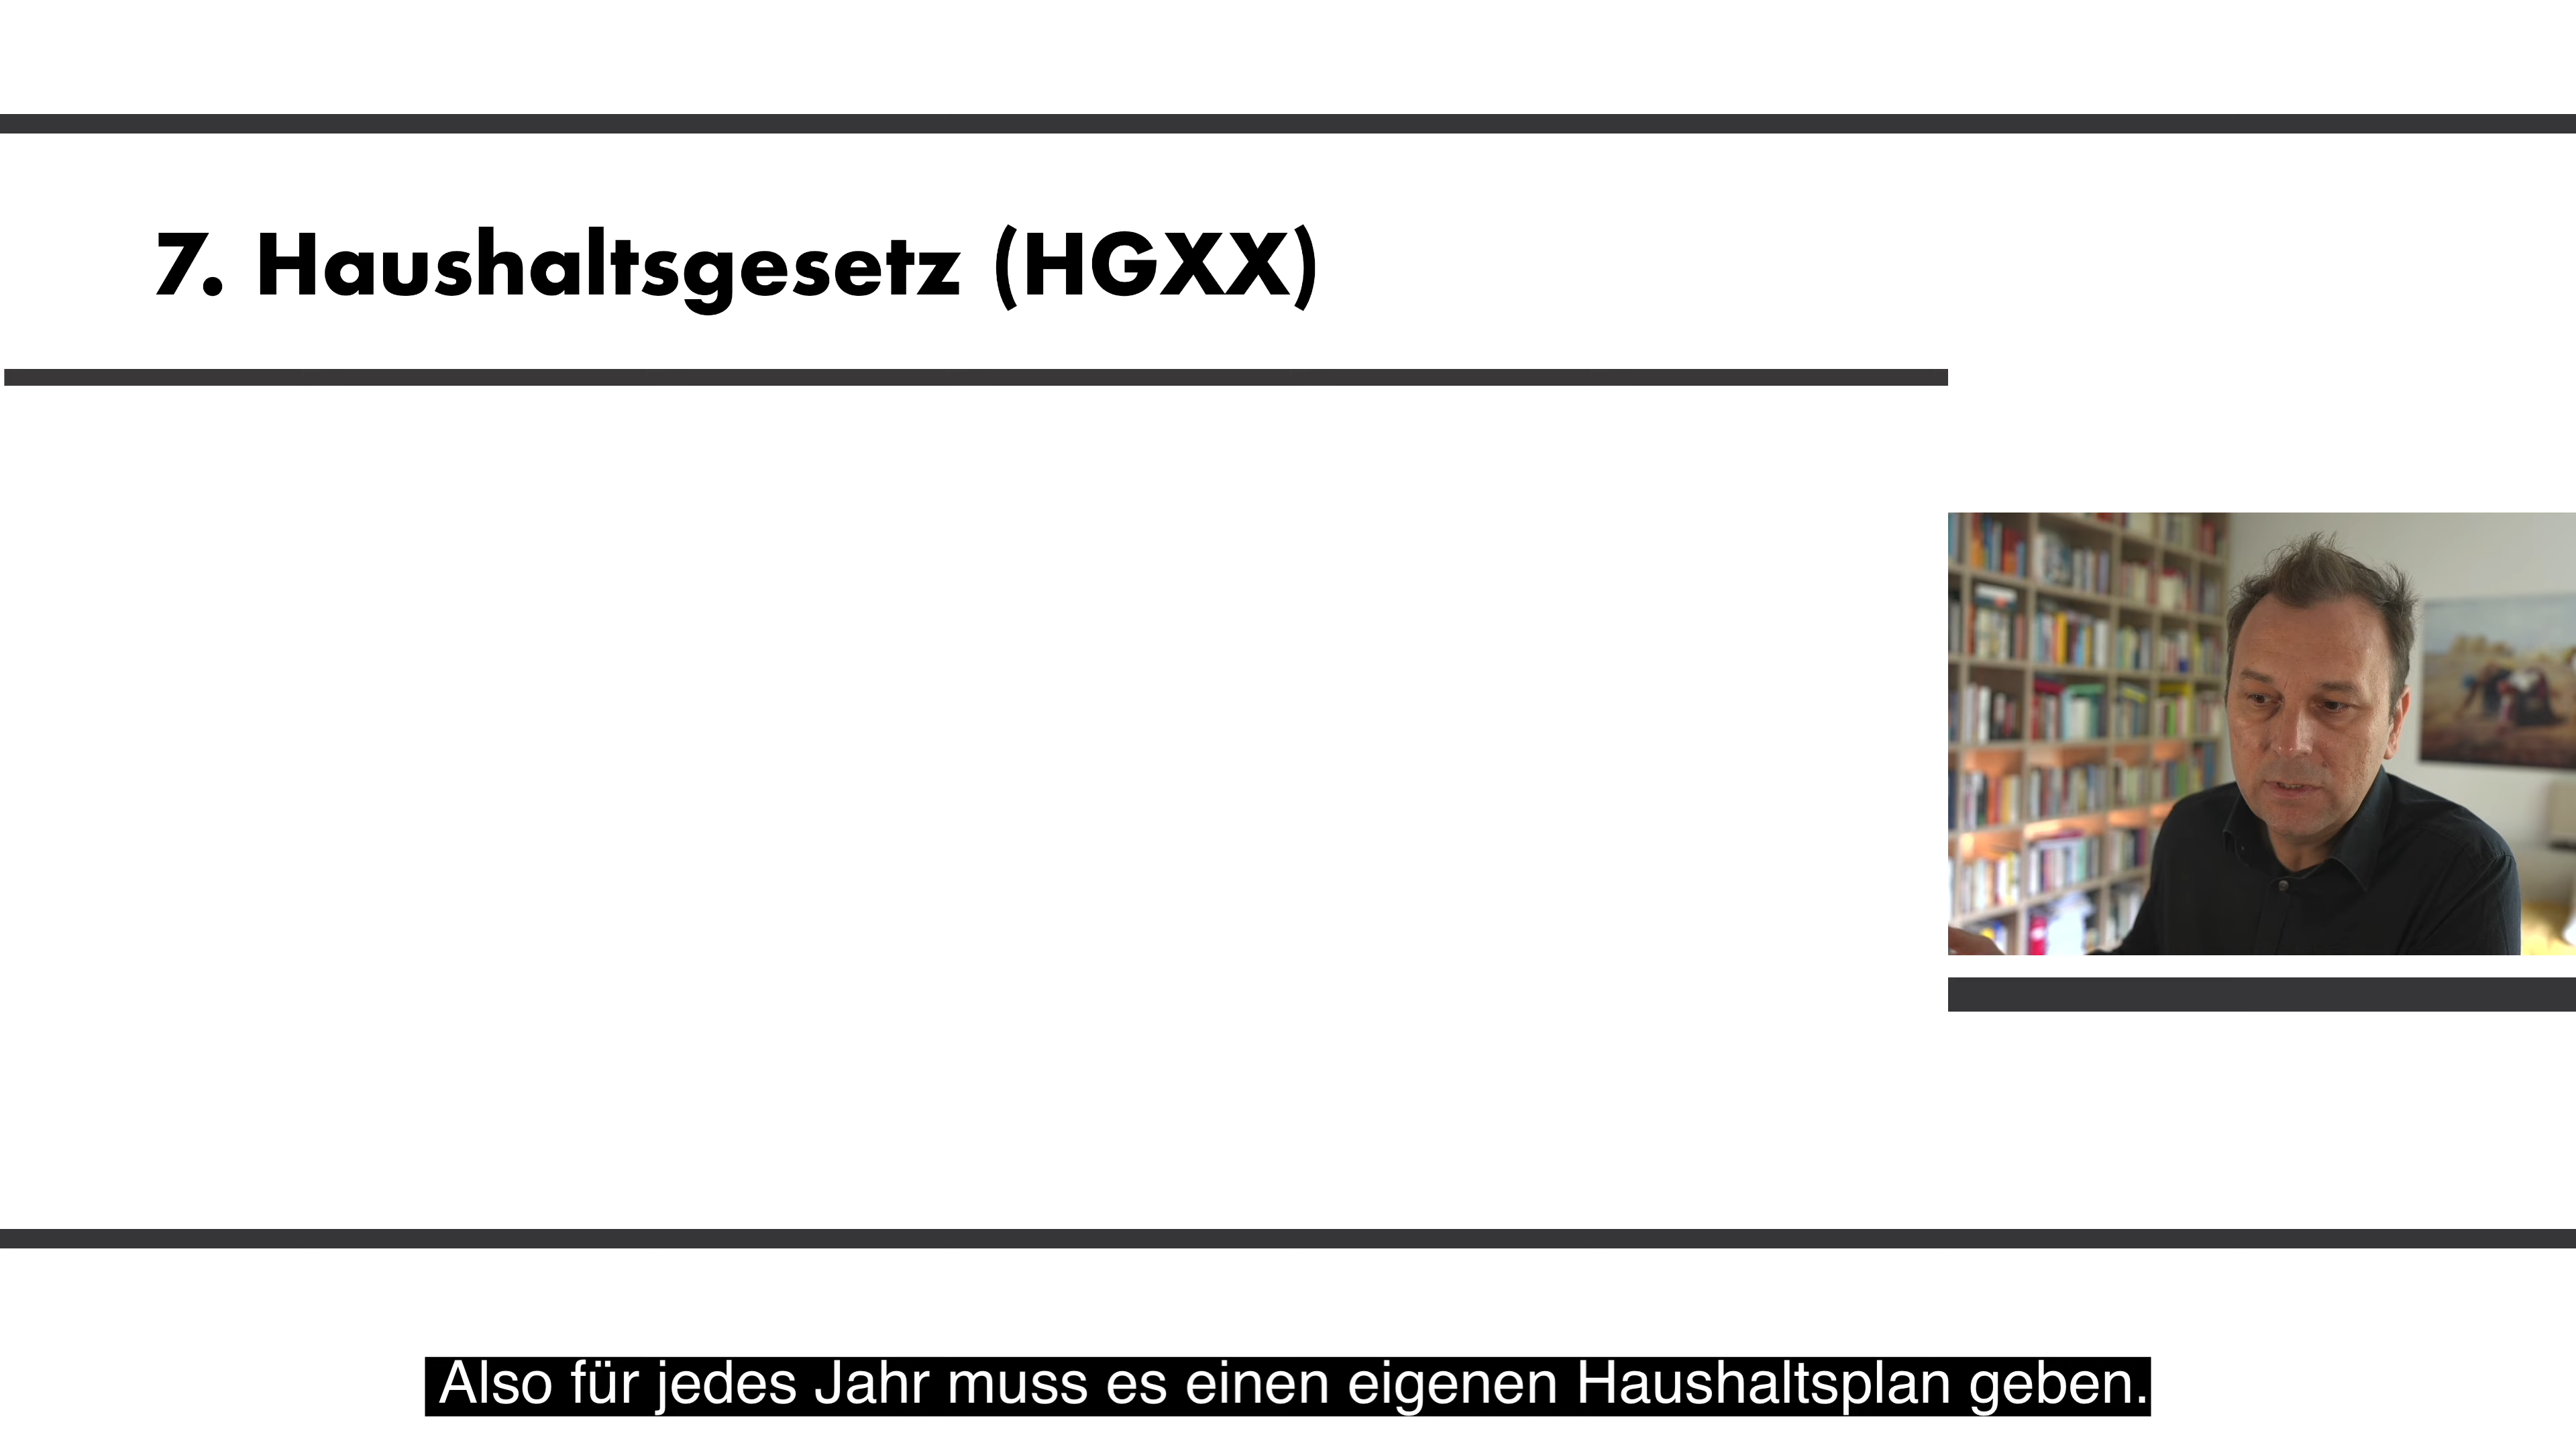 7. Haushaltsgesetz (HGXX)
Also für jedes Jahr muss es einen eigenen Haushaltsplan geben.